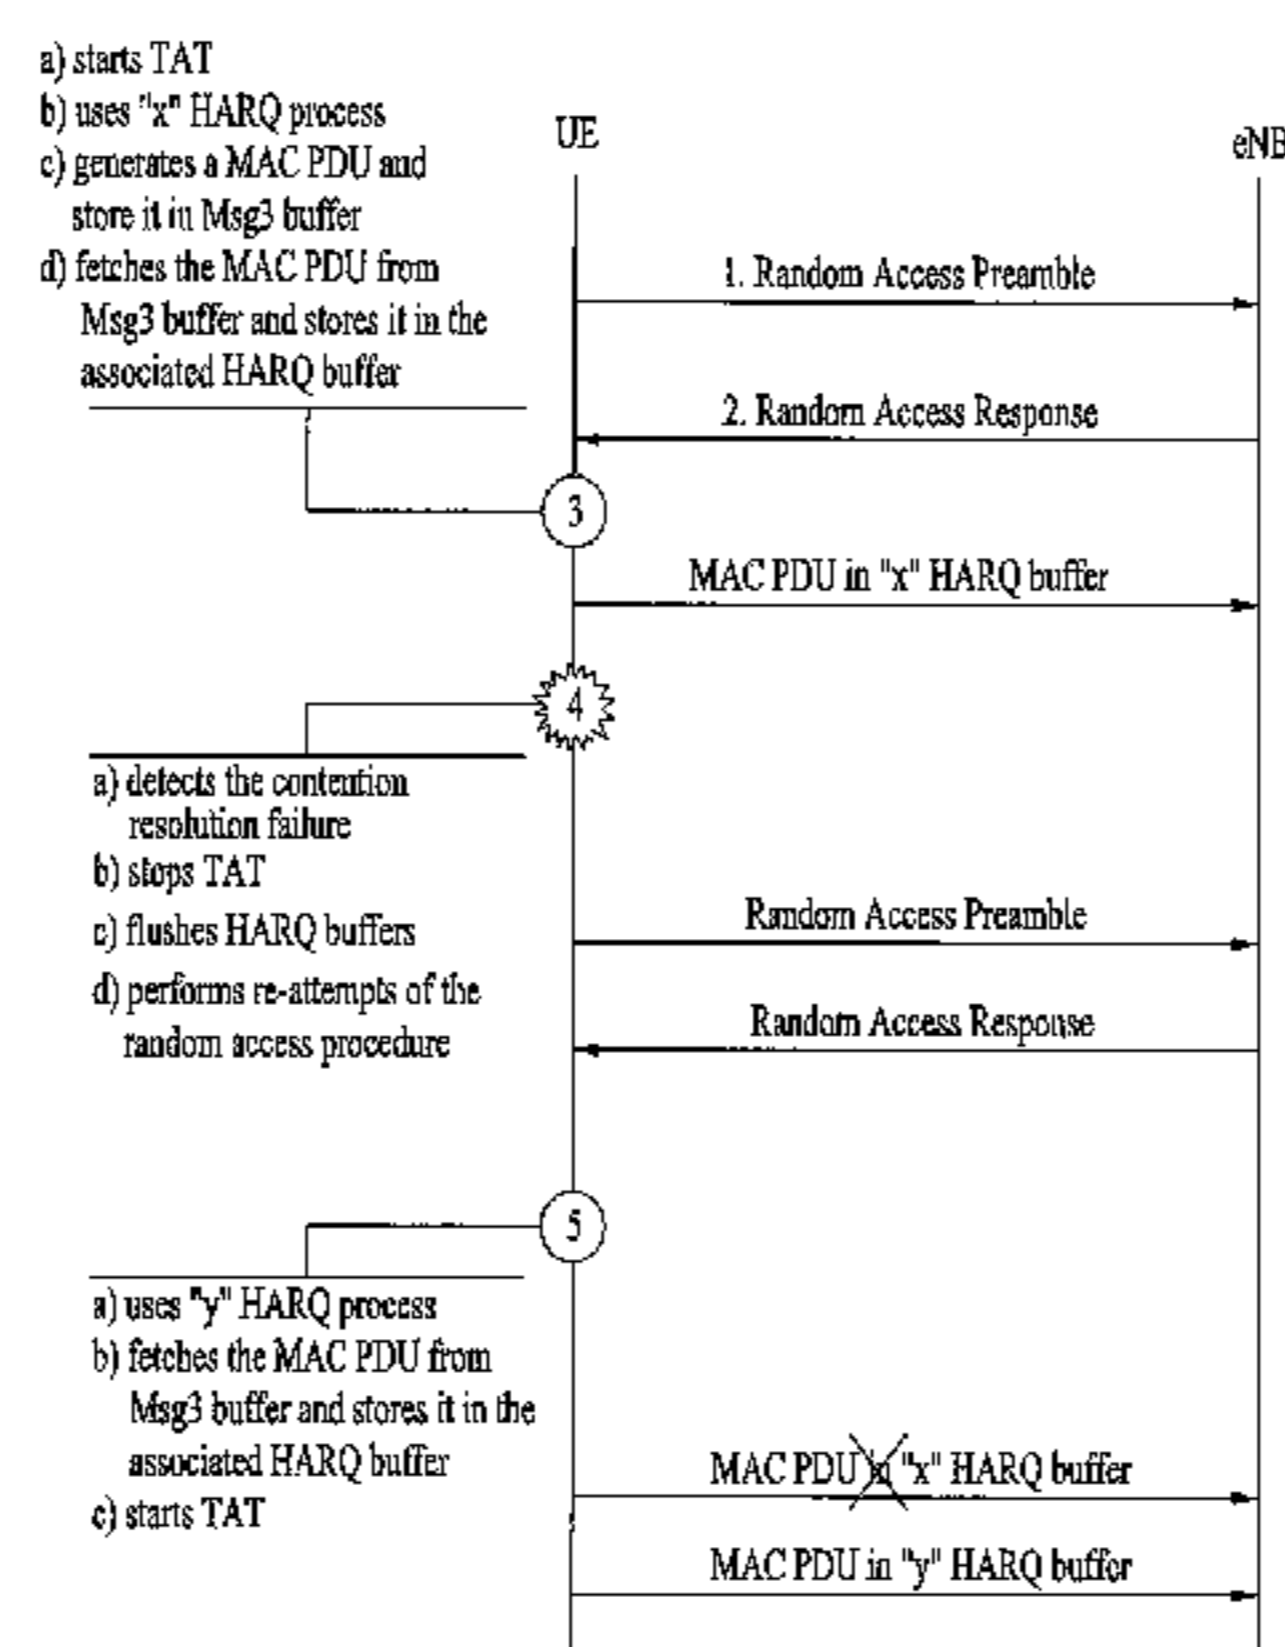 a) starts TAT
b) uses "x" HARQ process
c) generates a MAC PDU and
store it in Msg3 buffer
d) fetches the MAC PDU from
Msg3 buffer and stores it in the
associated HARQ buffer
UE
eNB
1. Random Access Preamble
2. Random Access Response
3
MAC PDU in "x" HARQ buffer
4
a) detects the contention
resolution failure
b) stops TAT
c) flushes HARQ buffers
d) performs re-attempts of the
random access procedure
Random Access Preamble
Random Access Response
5
a) uses "y" HARQ process
b) fetches the MAC PDU from
Msg3 buffer and stores it in the
associated HARQ buffer
c) starts TAT
MAC PDU in "x" HARQ buffer
MAC PDU in "y" HARQ buffer